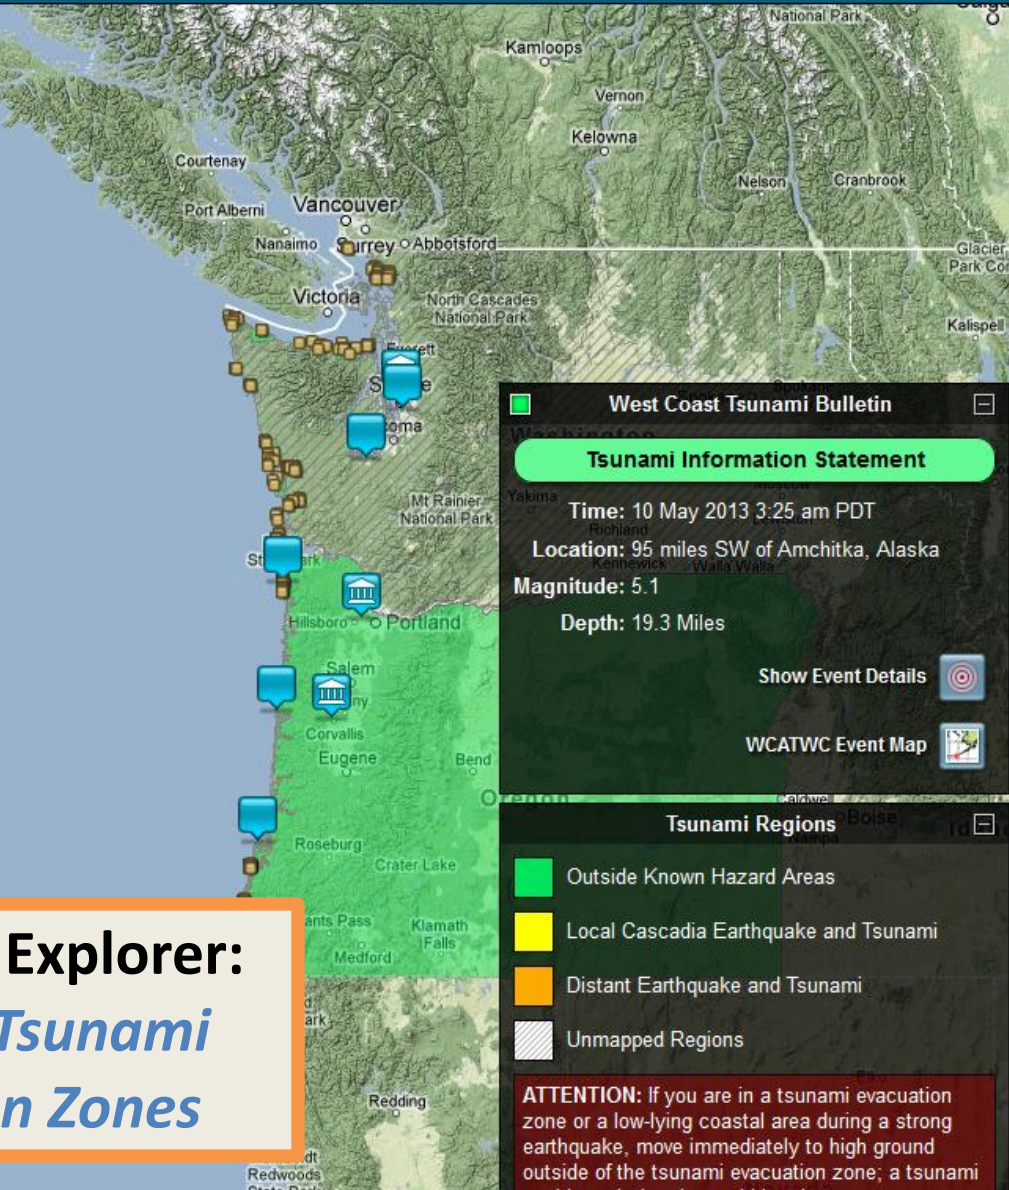 National Park
Kamloops
Vernon
Kelowna
Courtenay
Nelson
Cranbrook
Port Alberni
Vancouver
Nanaimo
Surrey
Abbotsford
Glacier
Park
Victoria
North Cascades
National Park
Kalispell
Everett
West Coast Tsunami Bulletin
Tsunami Information Statement
Time: 10 May 2013 3:25 am PDT
Location: 95 miles SW of Amchitka, Alaska
Magnitude: 5.1
Depth: 19.3 Miles
Show Event Details
WCATWC Event Map
Mt Rainier
National Park
Yakima
Richland
Kennewick
Walla Walla
Hillsboro
Portland
Salem
Corvallis
Eugene
Bend
Oregon
Boise
Nampa
Roseburg
Crater Lake
Klamath
Falls
Medford
Tsunami Regions
Outside Known Hazard Areas
Local Cascadia Earthquake and Tsunami
Distant Earthquake and Tsunami
Unmapped Regions
ATTENTION: If you are in a tsunami evacuation
zone or a low-lying coastal area during a strong
earthquake, move immediately to high ground
outside of the tsunami evacuation zone; a tsunami
Explorer:
Tsunami
n Zones
Redding
Redwoods